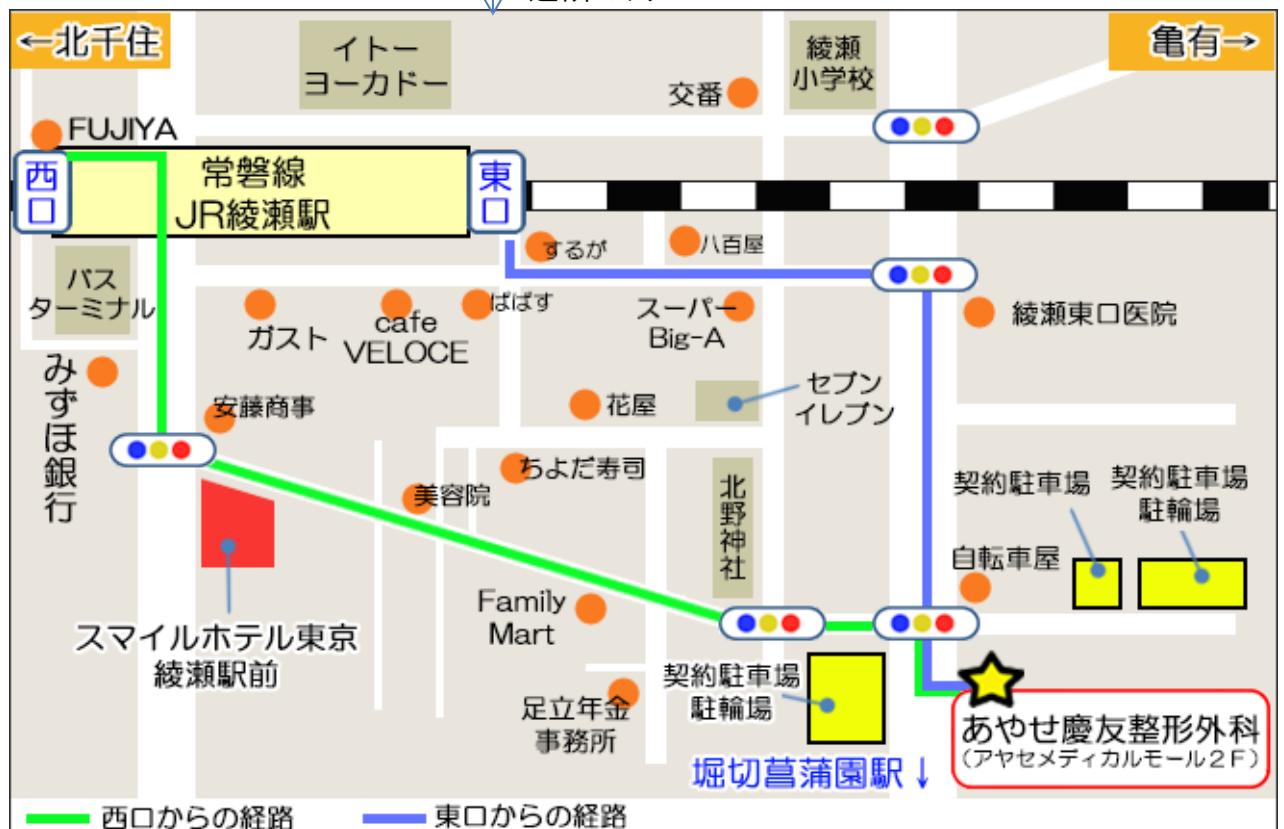 ←北千住
イトー
ヨーカドー
綾瀬
小学校
亀有→
交番
FUJIYA
西口
常磐線
JR綾瀬駅
東口
するが
八百屋
バス
ターミナル
ガスト
cafe
VELOCE
ばばす
スーパー
Big-A
綾瀬東口医院
みずほ銀行
安藤商事
花屋
セブン
イレブン
ちよだ寿司
美容院
北野神社
契約駐車場
契約駐車場
駐輪場
自転車屋
Family
Mart
スマイルホテル東京
綾瀬駅前
契約駐車場
駐輪場
足立年金
事務所
あやせ慶友整形外科
(アヤセメディカルモール2F)
堀切菖蒲園駅↓
西口からの経路
東口からの経路